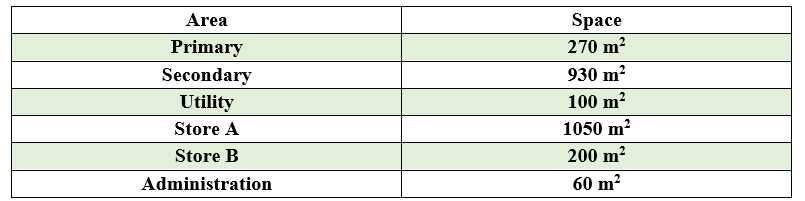 Area Space
Primary 270 m²
Secondary 930 m²
Utility 100 m²
Store A 1050 m²
Store B 200 m²
Administration 60 m²